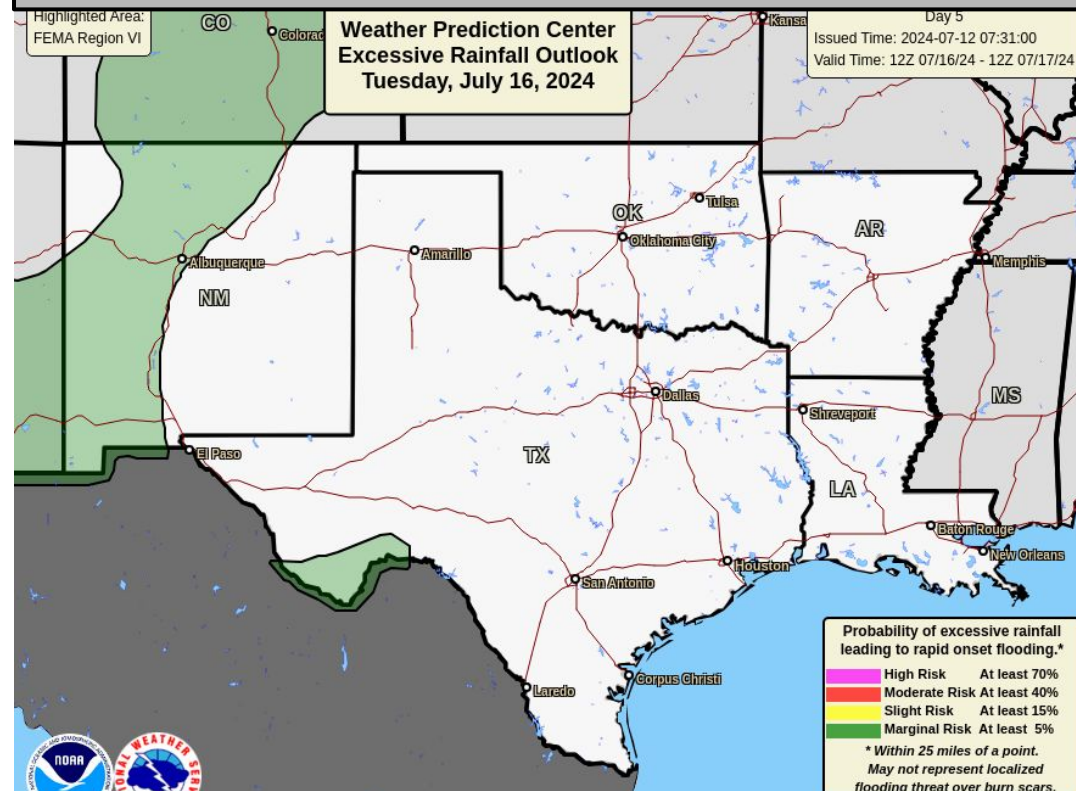 Highlighted Area:
FEMA Region VI
Weather Prediction Center
Excessive Rainfall Outlook
Tuesday, July 16, 2024
Day 5
Issued Time: 2024-07-12 07:31:00
Valid Time: 12Z 07/16/24 - 12Z 07/17/24
CO
Colorad
Kansa
Tulsa
OK
Oklahoma City
AR
Amarillo
Albuquerque
Memphis
NM
Dallas
MS
Shreveport
El Paso
TX
LA
Baton Rouge
New Orleans
Houston
San Antonio
Corpus Christi
Laredo
Probability of excessive rainfall
leading to rapid onset flooding.*
High Risk At least 70%
Moderate Risk At least 40%
Slight Risk At least 15%
Marginal Risk At least 5%
* Within 25 miles of a point.
May not represent localized
flooding threat over burn scars.
NOAA
WEATHER